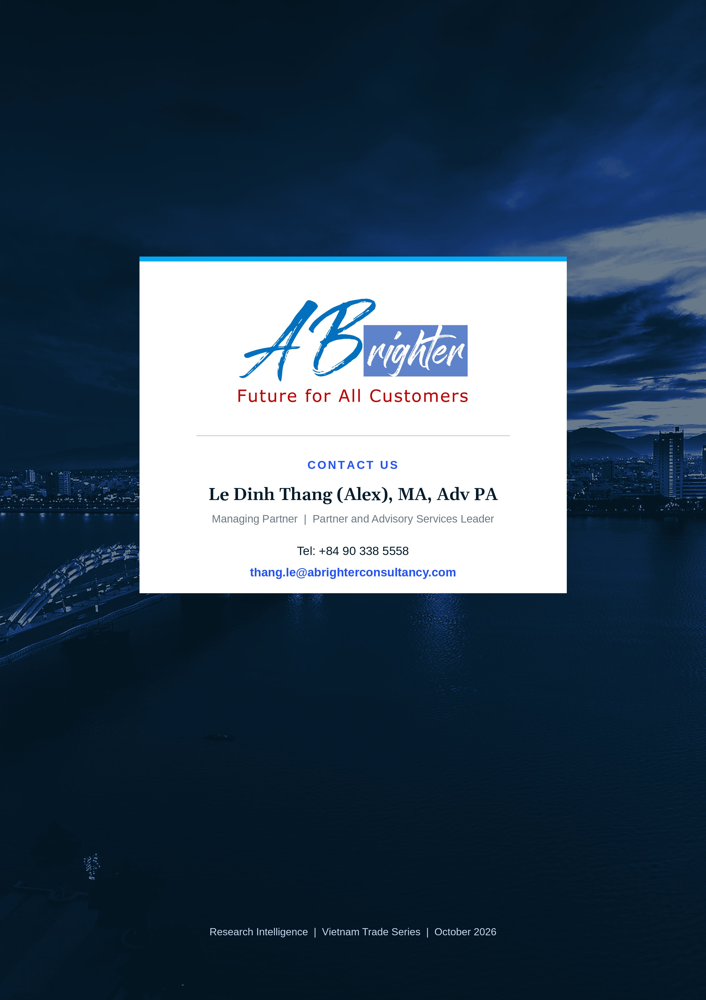 ABrighter
Future for All Customers
CONTACT US
Le Dinh Thang (Alex), MA, Adv PA
Managing Partner | Partner and Advisory Services Leader
Tel: +84 90 338 5558
thang.le@abrighterconsultancy.com
Research Intelligence | Vietnam Trade Series | October 2026